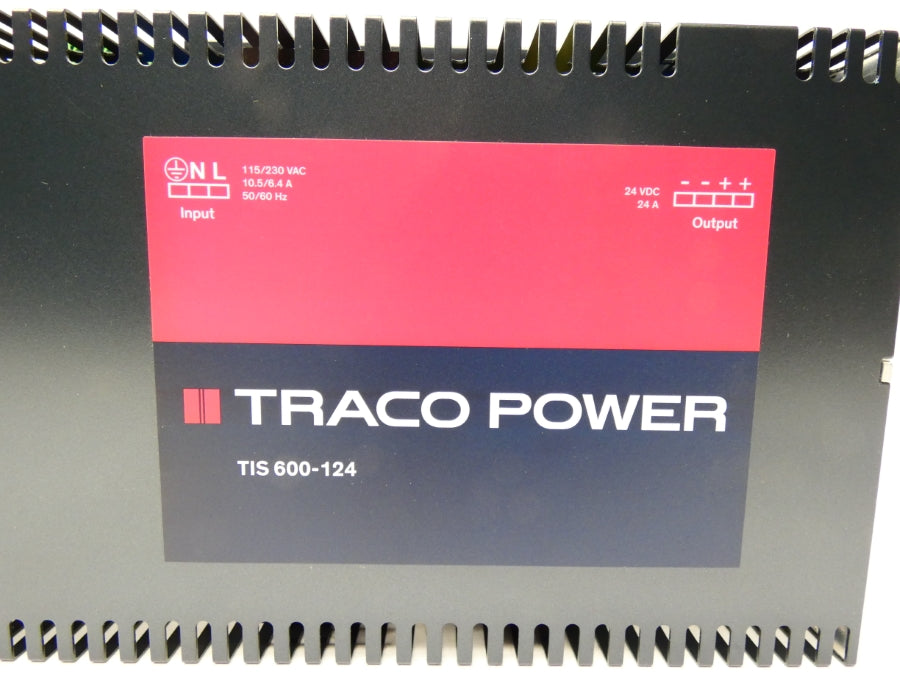 N L
115/230 VAC
10.5/6.4 A
50/60 Hz
Input
- - + +
24 VDC
24 A
Output
TRACO POWER
TIS 600-124